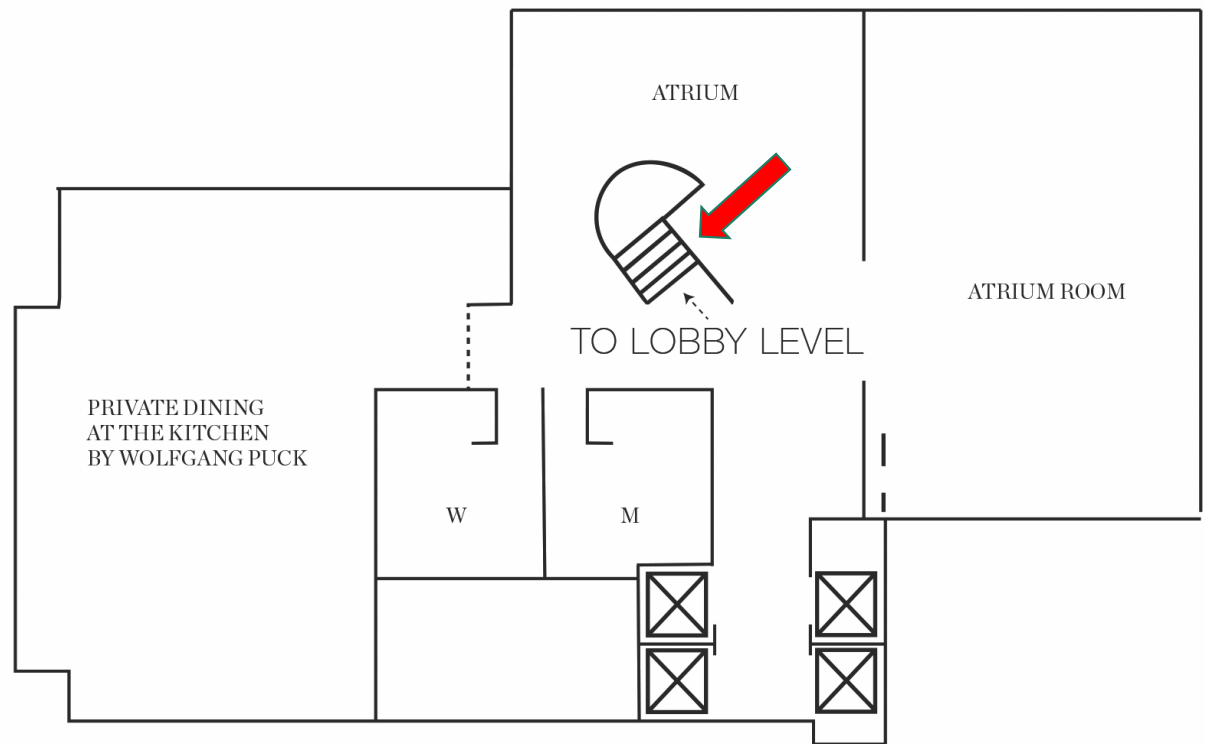 ATRIUM
ATRIUM ROOM
TO LOBBY LEVEL
PRIVATE DINING
AT THE KITCHEN
BY WOLFGANG PUCK
W
M